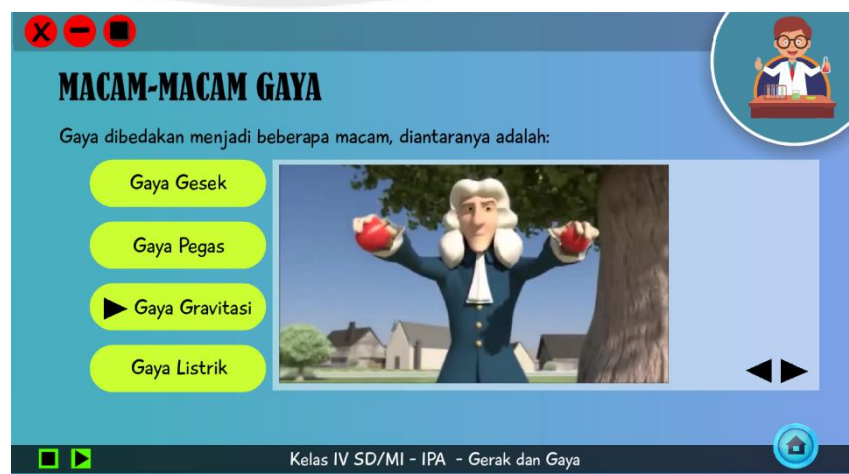 MACAM-MACAM GAYA
Gaya dibedakan menjadi beberapa macam, diantaranya adalah:
Gaya Gesek
Gaya Pegas
Gaya Gravitasi
Gaya Listrik
Kelas IV SD/MI - IPA - Gerak dan Gaya